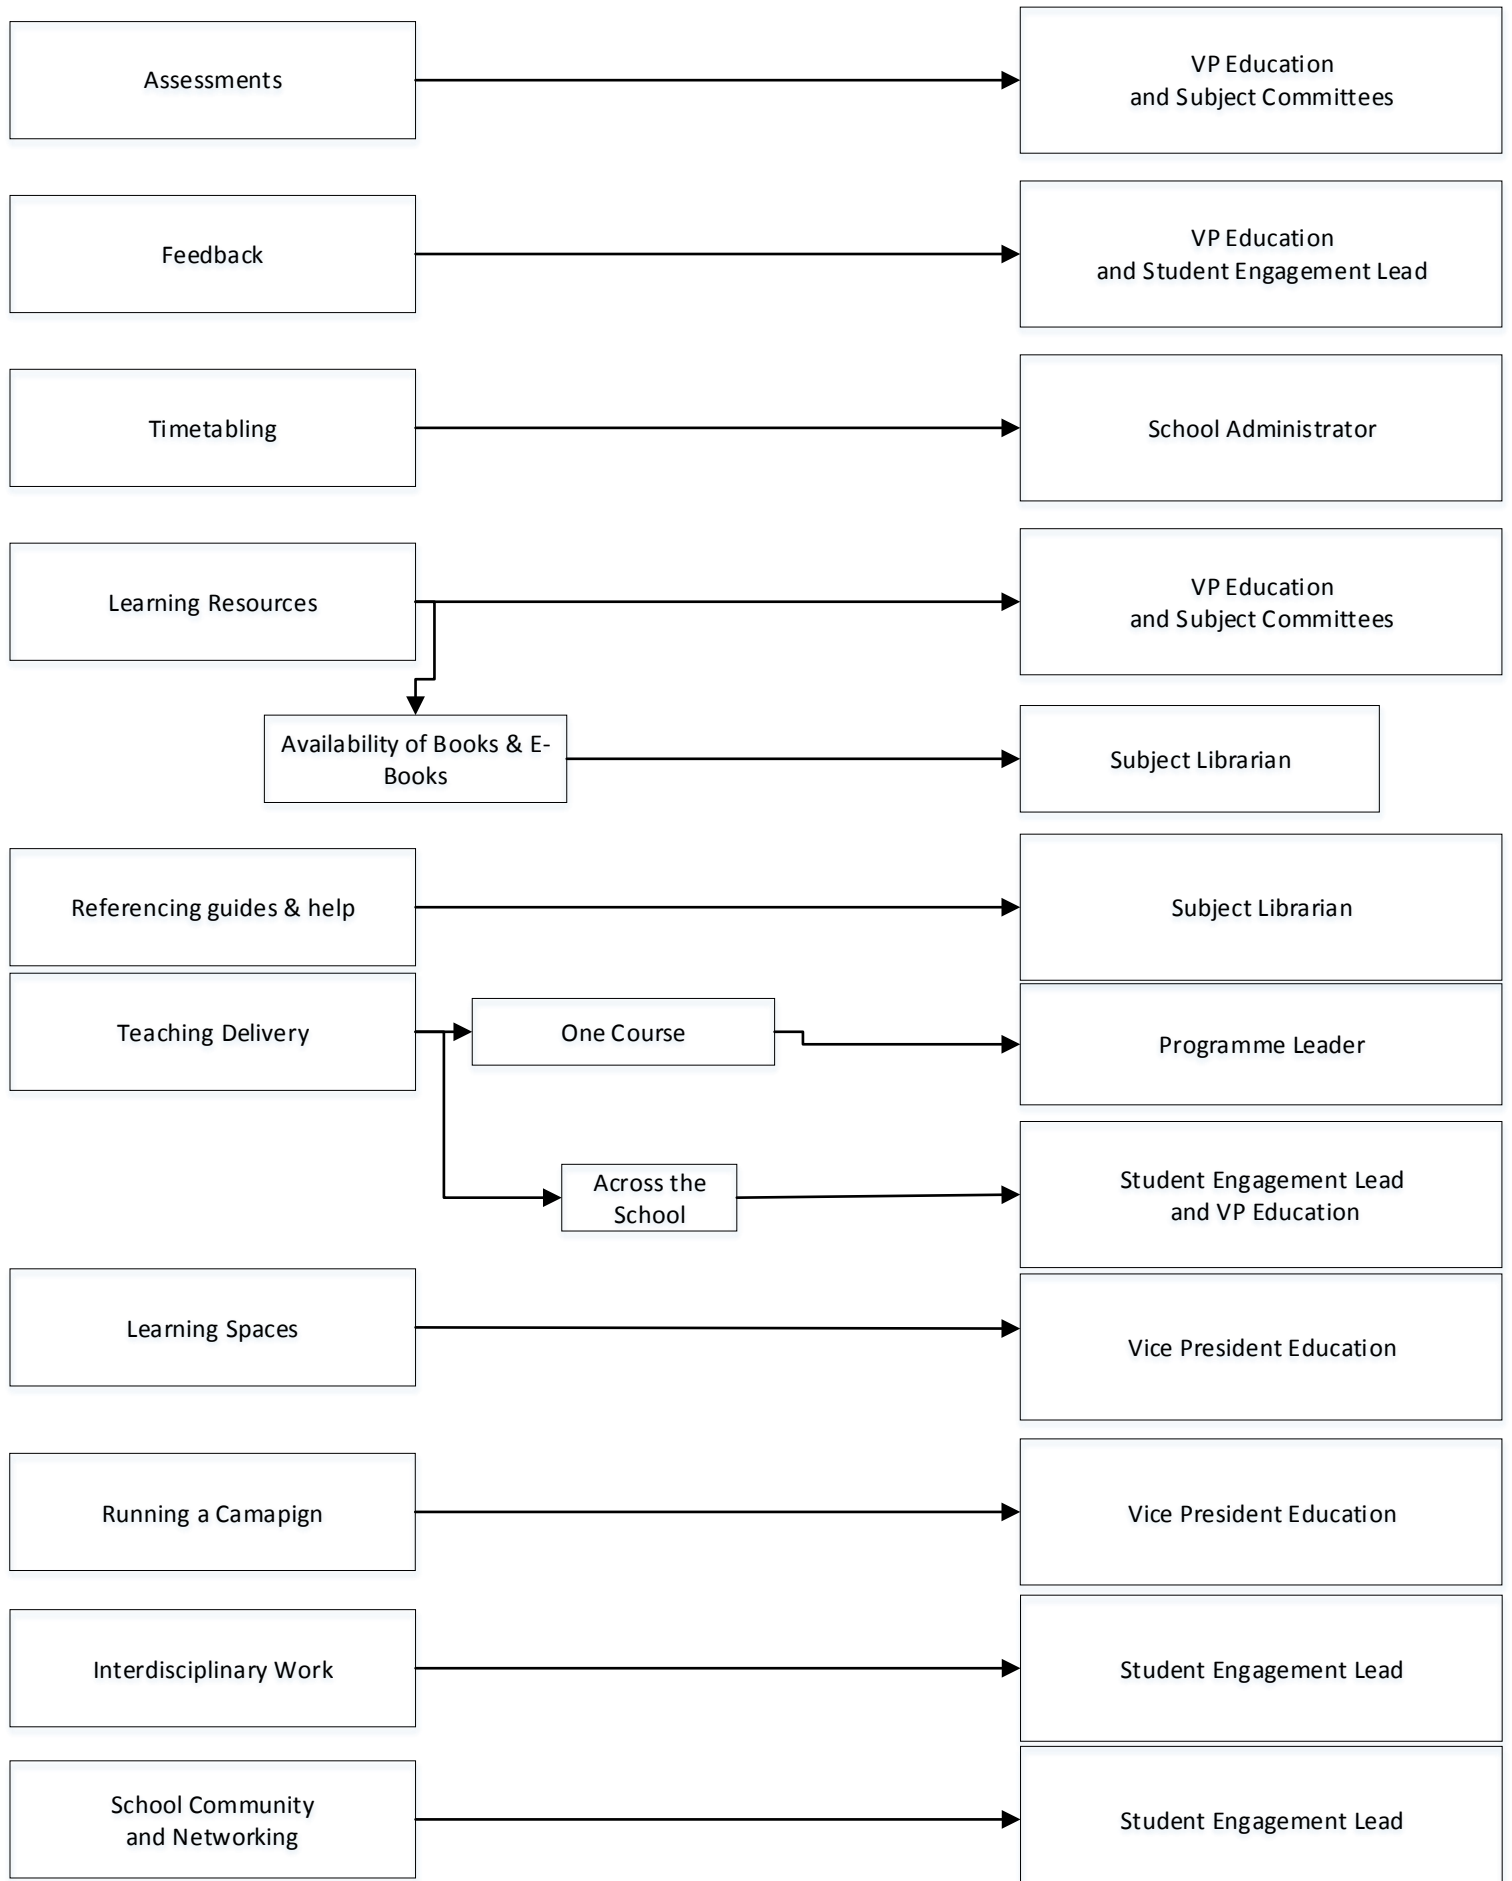 Assessments
VP Education
and Subject Committees
Feedback
VP Education
and Student Engagement Lead
Timetabling
School Administrator
Learning Resources
VP Education
and Subject Committees
Availability of Books & E-
Books
Subject Librarian
Referencing guides & help
Subject Librarian
Teaching Delivery
One Course
Programme Leader
Across the
School
Student Engagement Lead
and VP Education
Learning Spaces
Vice President Education
Running a Camapign
Vice President Education
Interdisciplinary Work
Student Engagement Lead
School Community
and Networking
Student Engagement Lead